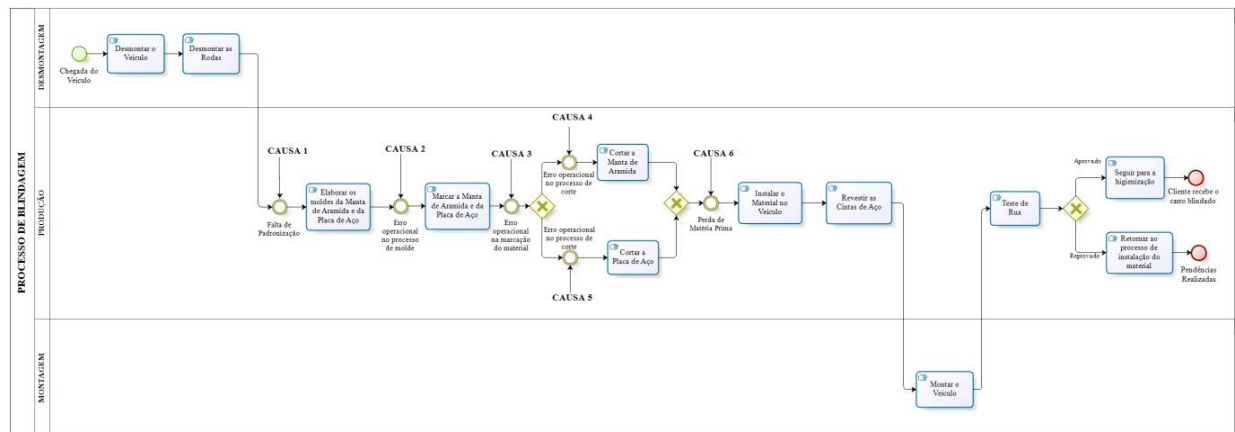 PROCESSO DE BLINDAGEM
DESMONTAGEM
Chegada do
Veículo
Desmontar o
Veículo
Desmontar as
Rodas
PRODUÇÃO
CAUSA 1
Falta de
Padronização
Elaborar os
moldes da Manta
de Aramida e da
Placa de Aço
CAUSA 2
Erro
operacional
no processo
de molde
Marcar a Manta
de Aramida e da
Placa de Aço
CAUSA 3
Erro
operacional
na marcação
do material
CAUSA 4
Erro operacional
no processo de
corte
Cortar a
Manta de
Aramida
Erro operacional
no processo de
corte
CAUSA 5
Cortar a
Placa de Aço
CAUSA 6
Perda de
Matéria Prima
Instalar o
Material no
Veículo
Revestir as
Cintas de Aço
Teste de
Rua
Aprovado
Seguir para a
higienização
Cliente recebe o
carro blindado
Reprovado
Retornar ao
processo de
instalação do
material
Pendências
Realizadas
MONTAGEM
Montar o
Veículo